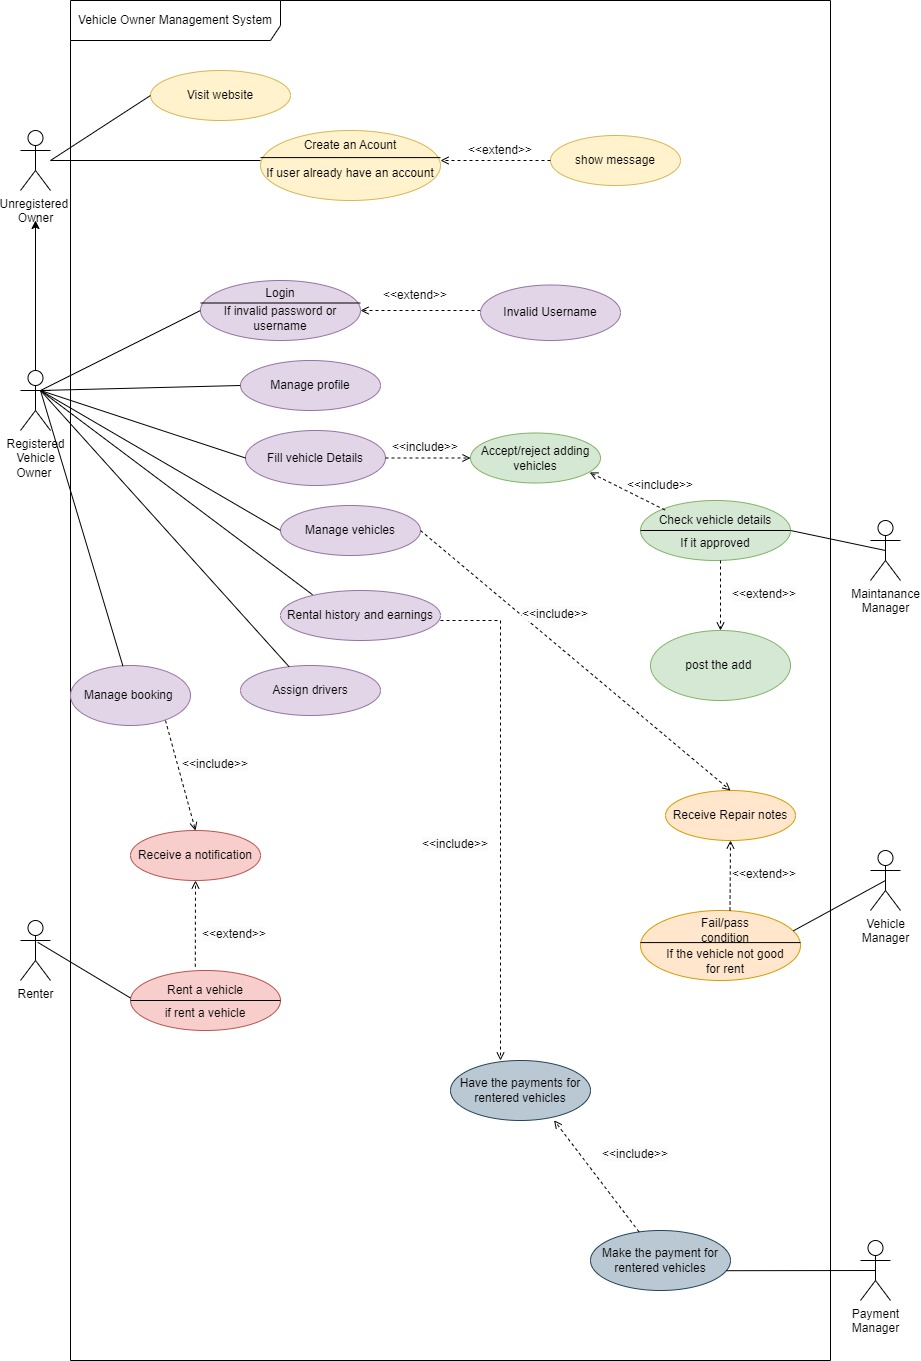 Vehicle Owner Management System
Visit website
Create an Acount
If user already have an account
<<extend>>
show message
Unregistered
Owner
Login
If invalid password or
username
<<extend>>
Invalid Username
Manage profile
Registered
Vehicle
Owner
Fill vehicle Details
<<include>>
Accept/reject adding
vehicles
<<include>>
Check vehicle details
If it approved
Manage vehicles
Maintanance
Manager
<<extend>>
<<include>>
Rental history and earnings
post the add
Assign drivers
Manage booking
<<include>>
Receive Repair notes
<<include>>
Receive a notification
<<extend>>
Vehicle
Manager
Fail/pass
condition
If the vehicle not good
for rent
<<extend>>
Renter
Rent a vehicle
if rent a vehicle
Have the payments for
rentered vehicles
<<include>>
Make the payment for
rentered vehicles
Payment
Manager